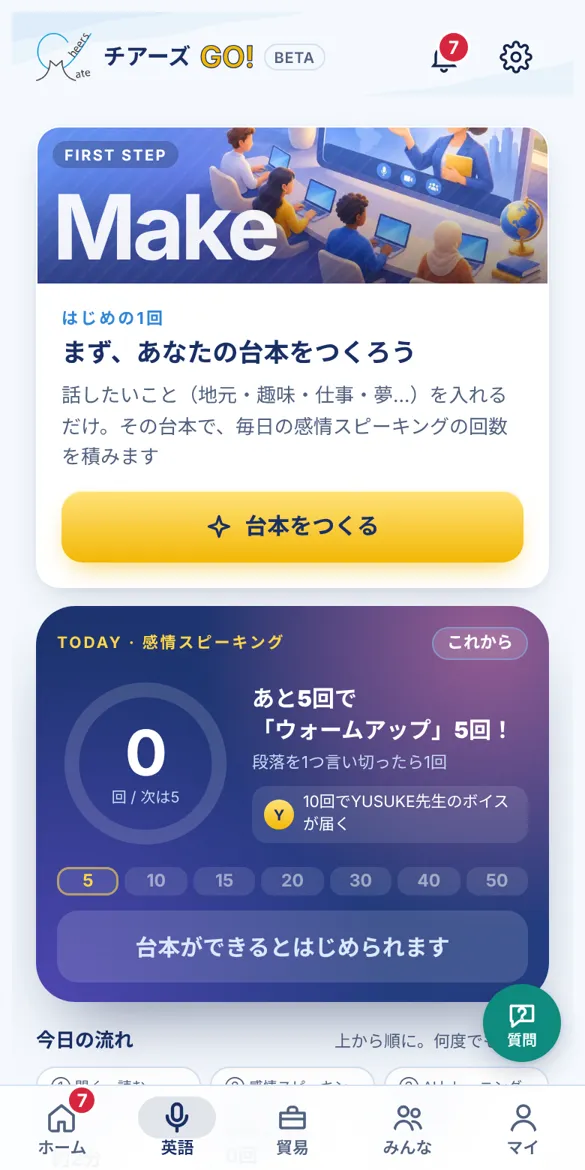 Cheers
Mate
チアーズ GO! BETA
7
FIRST STEP
Make
はじめの1回
まず、あなたの台本をつくろう
話したいこと（地元・趣味・仕事・夢…）を入れる
だけ。その台本で、毎日の感情スピーキングの回数
を積みます
台本をつくる
TODAY · 感情スピーキング
これから
0
回 / 次は5
あと5回で
「ウォームアップ」5回！
段落を1つ言い切ったら1回
Y
10回でYUSUKE先生のボイス
が届く
5 10 15 20 30 40 50
台本ができるとはじめられます
今日の流れ
上から順に。何度で
質問
7
ホーム
英語
貿易
みんな
マイ